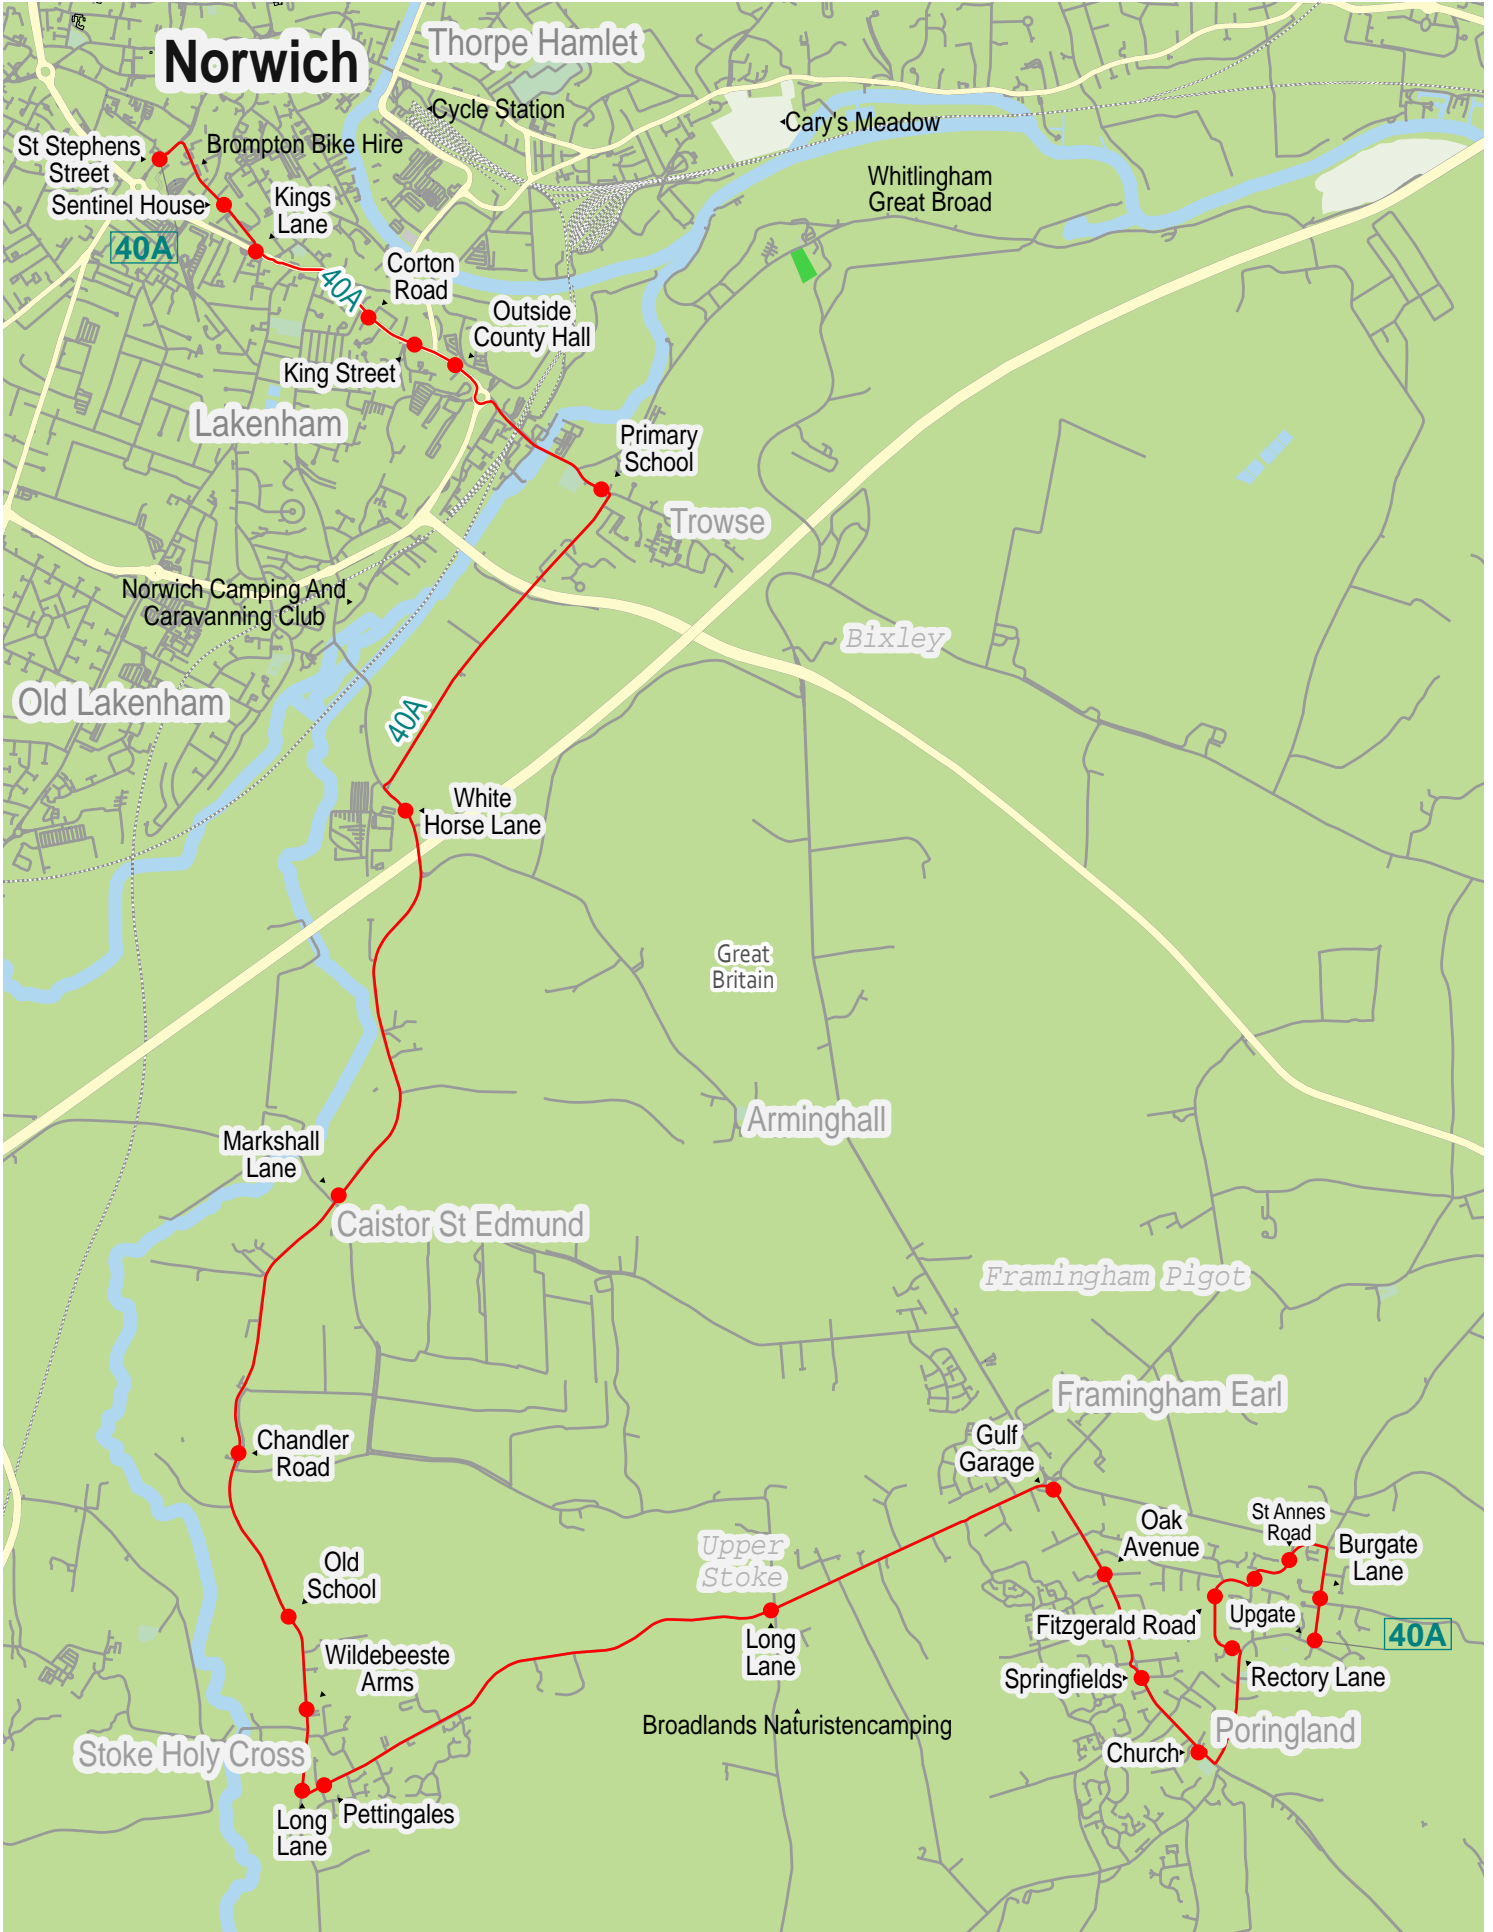 Norwich
Thorpe Hamlet
Cycle Station
Cary's Meadow
St Stephens
Street
Brompton Bike Hire
Whitlingham
Great Broad
Sentinel House
Kings
Lane
40A
40A
Corton
Road
Outside
County Hall
King Street
Lakenham
Primary
School
Trowse
Norwich Camping And
Caravanning Club
Bixley
Old Lakenham
40A
White
Horse Lane
Great
Britain
Arminghall
Markshall
Lane
Caistor St Edmund
Framingham Pigot
Framingham Earl
Chandler
Road
Gulf
Garage
Oak
Avenue
St Annes
Road
Burgate
Lane
Upper
Stoke
Old
School
Fitzgerald Road
Upgate
40A
Long
Lane
Wildebeeste
Arms
Springfields
Rectory Lane
Broadlands Naturistencamping
Poringland
Church
Stoke Holy Cross
Pettingales
Long
Lane